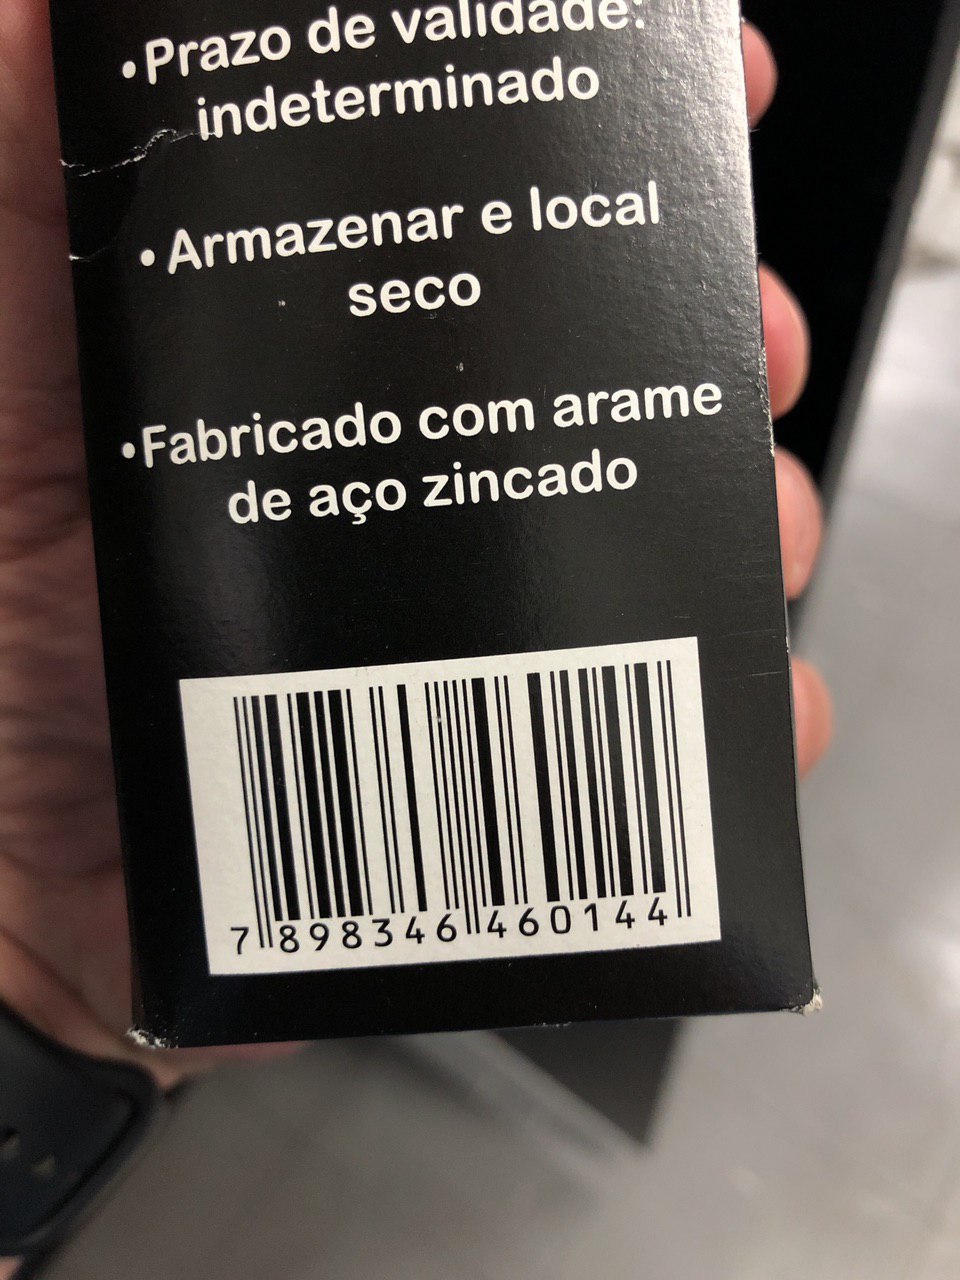 •Prazo de validade:
indeterminado
• Armazenar e local
seco
•Fabricado com arame
de aço zincado
7 898346 460144